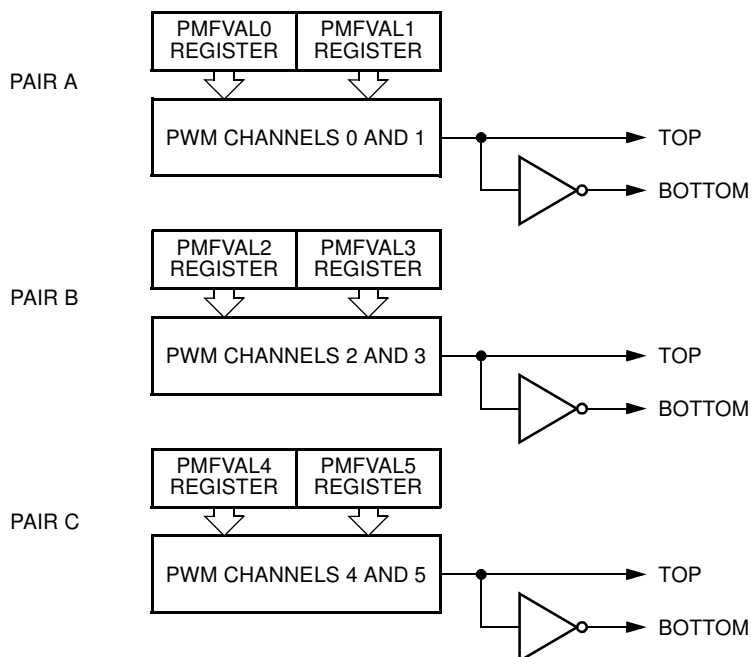 PMFVAL0 REGISTER
PMFVAL1 REGISTER
PAIR A
PWM CHANNELS 0 AND 1
TOP
BOTTOM
PMFVAL2 REGISTER
PMFVAL3 REGISTER
PAIR B
PWM CHANNELS 2 AND 3
TOP
BOTTOM
PMFVAL4 REGISTER
PMFVAL5 REGISTER
PAIR C
PWM CHANNELS 4 AND 5
TOP
BOTTOM